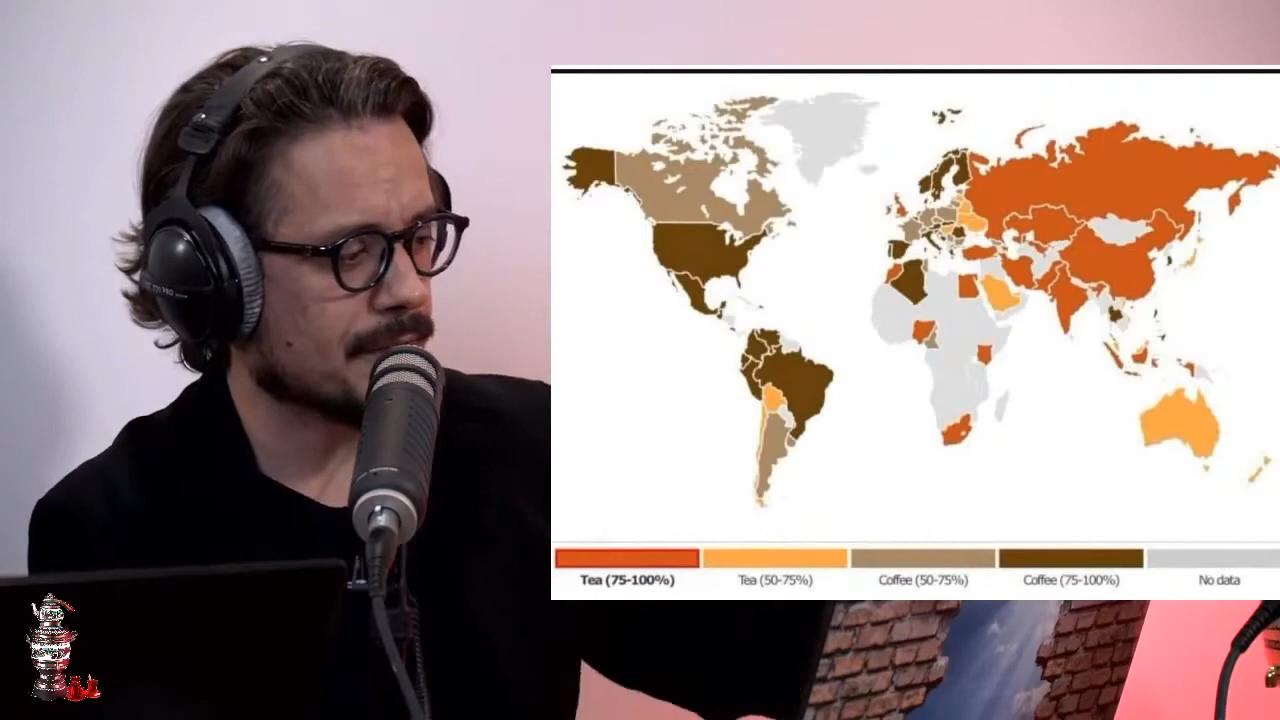 Tea (75-100%)
Tea (50-75%)
Coffee (50-75%)
Coffee (75-100%)
No data